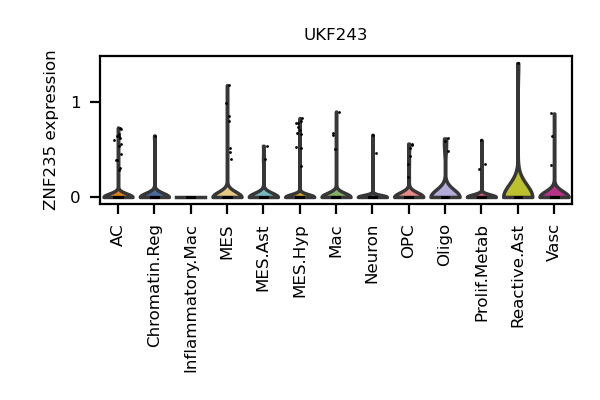 UKF243
ZNF235 expression
1
0
AC
Chromatin.Reg
Inflammatory.Mac
MES
MES.Ast
MES.Hyp
Mac
Neuron
OPC
Oligo
Prolif.Metab
Reactive.Ast
Vasc